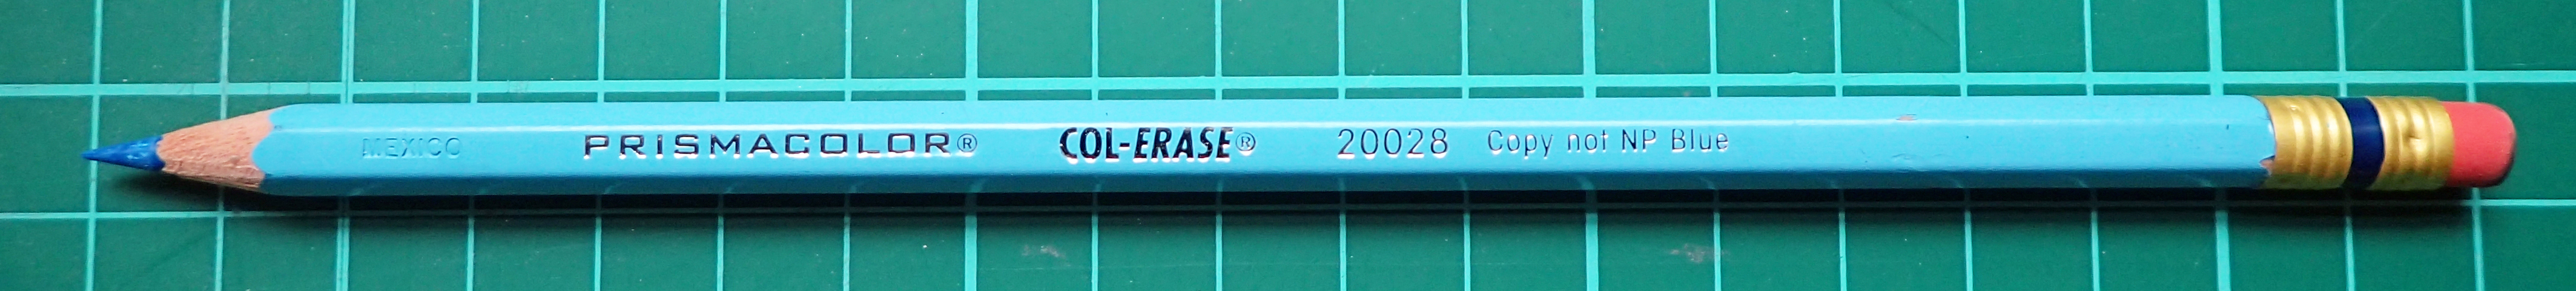 MEXICO PRISMACOLOR® COL-ERASE® 20028 Copy not NP Blue